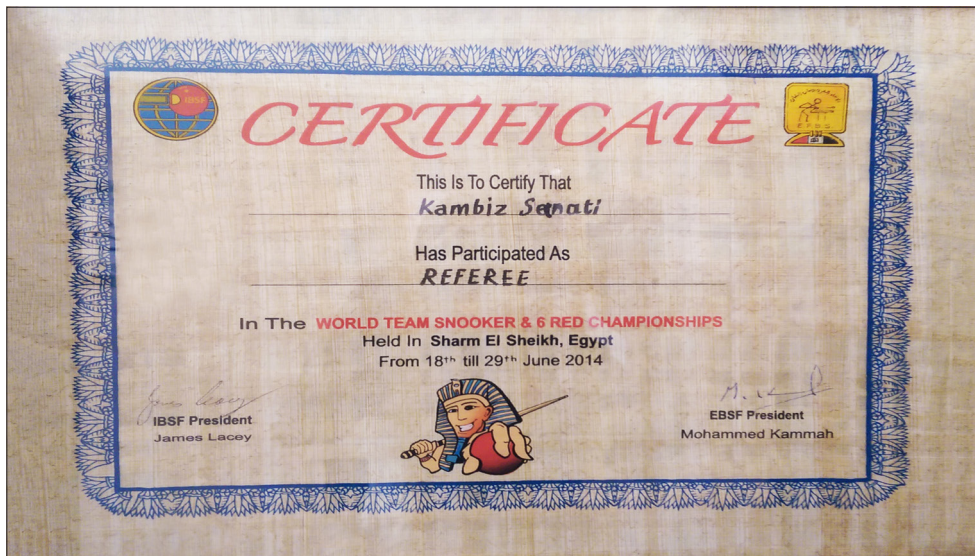 IBSF
CERTIFICATE
EFBS
This Is To Certify That
Kambiz Senati
Has Participated As
REFEREE
In The WORLD TEAM SNOOKER & 6 RED CHAMPIONSHIPS
Held In Sharm El Sheikh, Egypt
From 18th till 29th June 2014
IBSF President
James Lacey
EBSF President
Mohammed Kammah